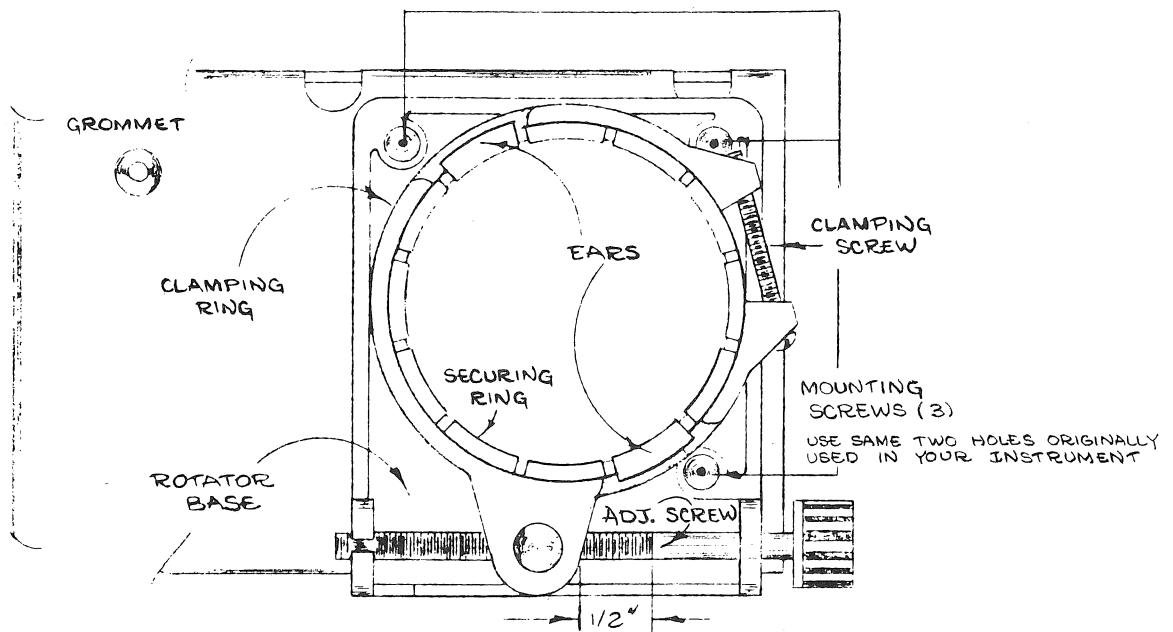 GROMMET
CLAMPING
RING
EARS
CLAMPING
SCREW
SECURING
RING
MOUNTING
SCREWS (3)
USE SAME TWO HOLES ORIGINALLY
USED IN YOUR INSTRUMENT
ROTATOR
BASE
ADJ. SCREW
1/2"